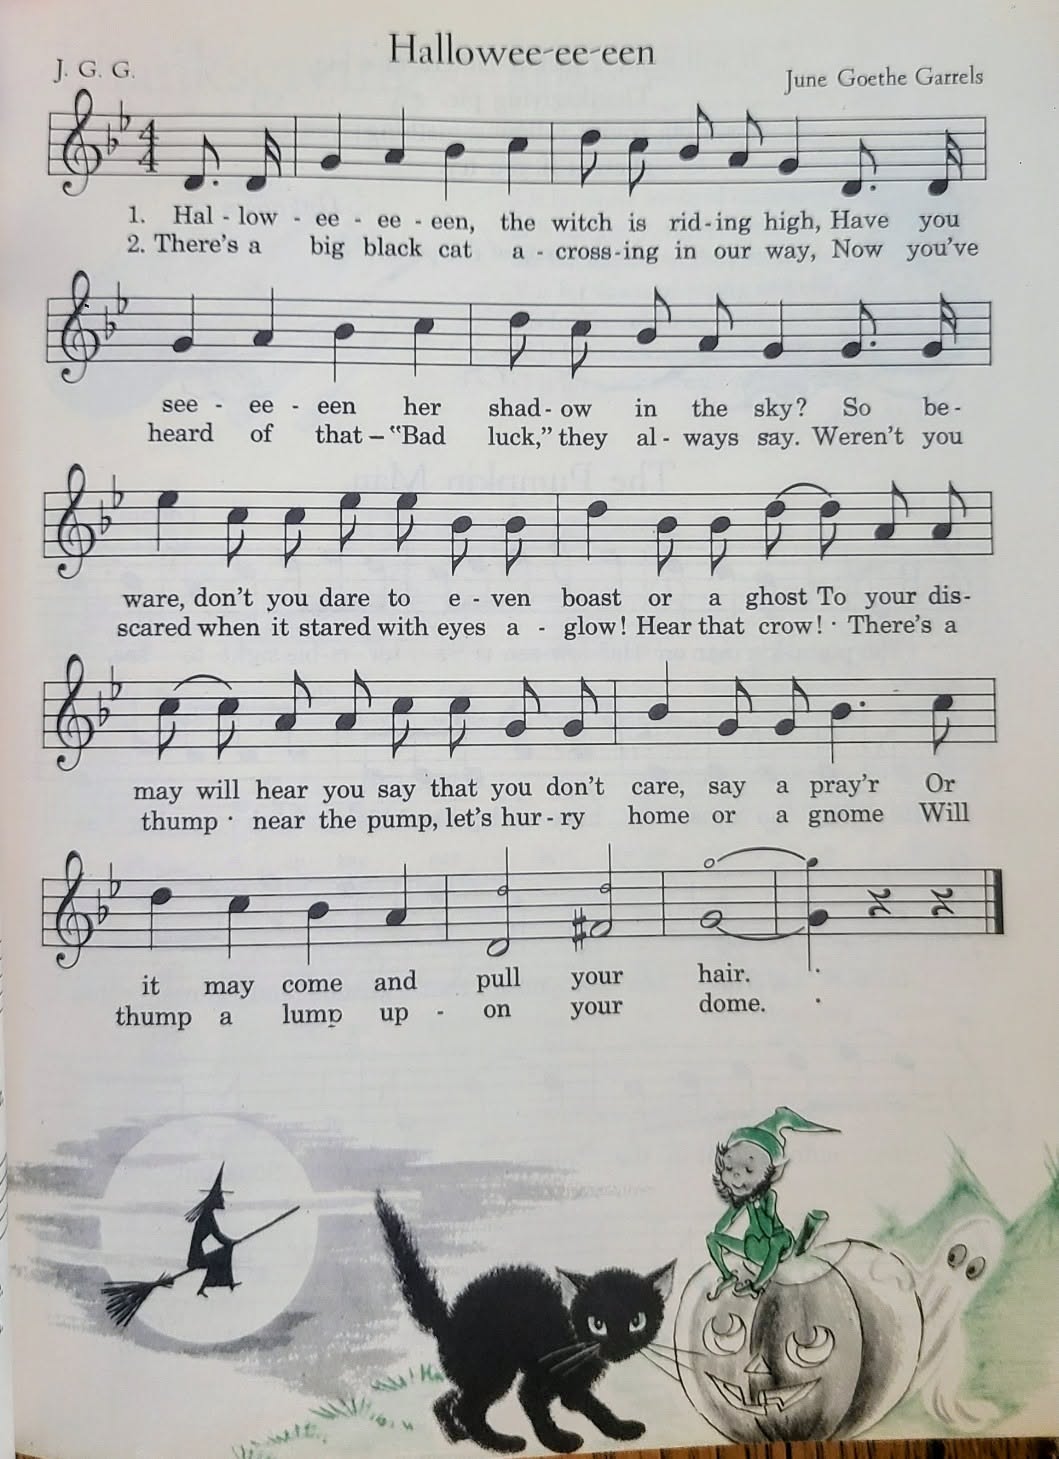 Hallowee-ee-een
J. G. G.
June Goethe Garrels
4
4
1. Hal - low - ee - ee - een, the witch is rid - ing high, Have you
2. There's a big black cat a - cross - ing in our way, Now you've
see - ee - een her shad - ow in the sky? So be -
heard of that – "Bad luck," they al - ways say. Weren't you
ware, don't you dare to e - ven boast or a ghost To your dis-
scared when it stared with eyes a - glow! Hear that crow! There's a
may will hear you say that you don't care, say a pray'r Or
thump near the pump, let's hur - ry home or a gnome Will
it may come and pull your hair.
thump a lump up - on your dome.